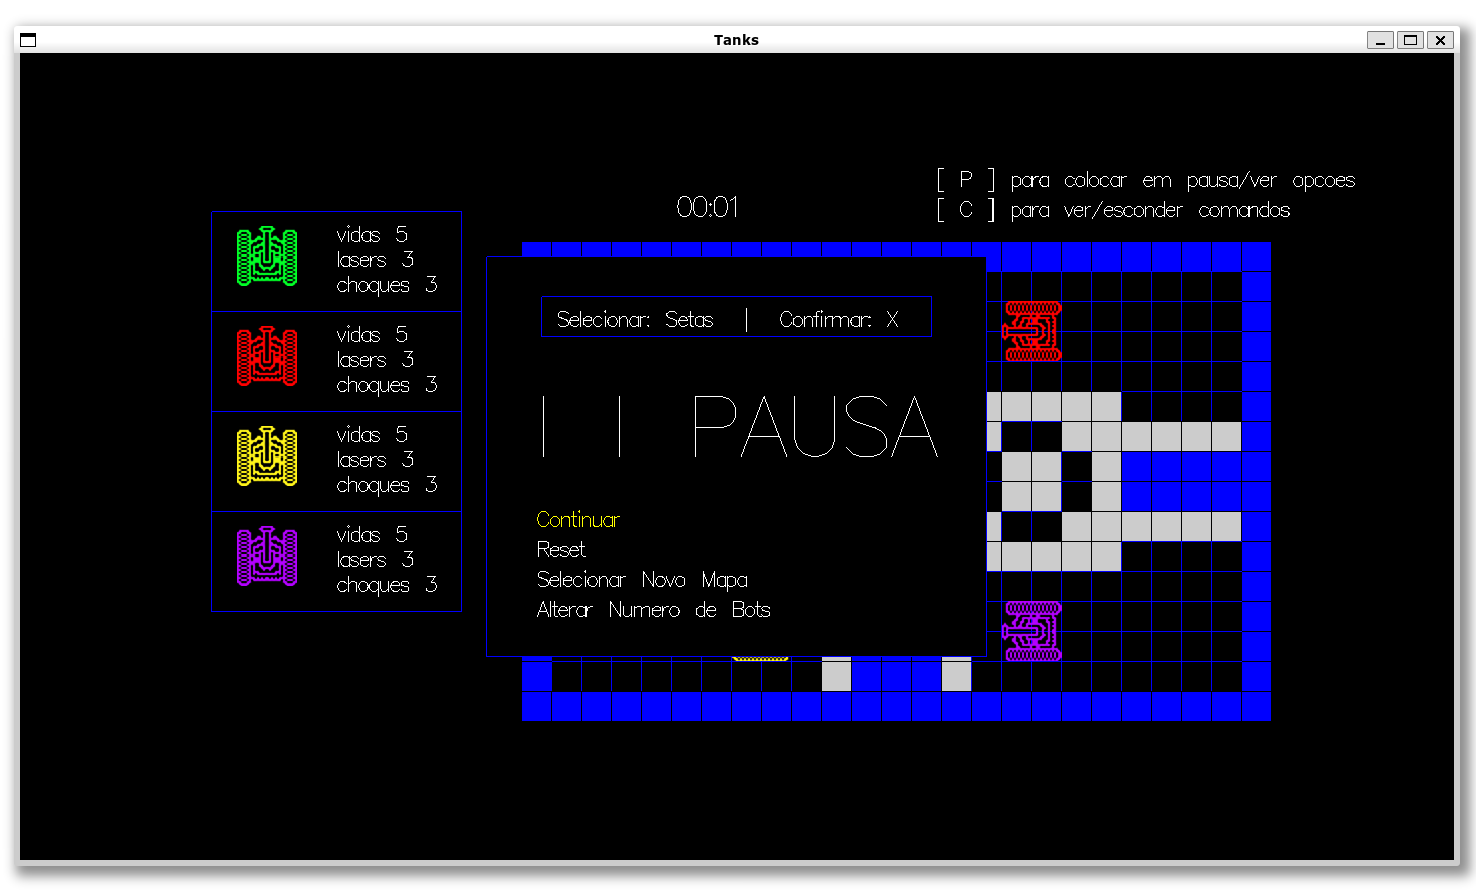 Tanks
[ P ] para colocar em pausa/ver opcoes
[ C ] para ver/esconder comandos
00:01
vidas 5
lasers 3
choques 3
vidas 5
lasers 3
choques 3
vidas 5
lasers 3
choques 3
vidas 5
lasers 3
choques 3
Selecionar: Setas | Confirmar: X
| | PAUSA
Continuar
Reset
Selecionar Novo Mapa
Alterar Numero de Bots